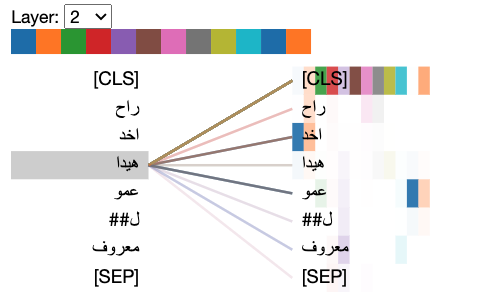 Layer: 2
[CLS] [CLS]
راح راح
اخد اخد
هيدا هيدا
عمو عمو
##ل ##ل
معروف معروف
[SEP] [SEP]